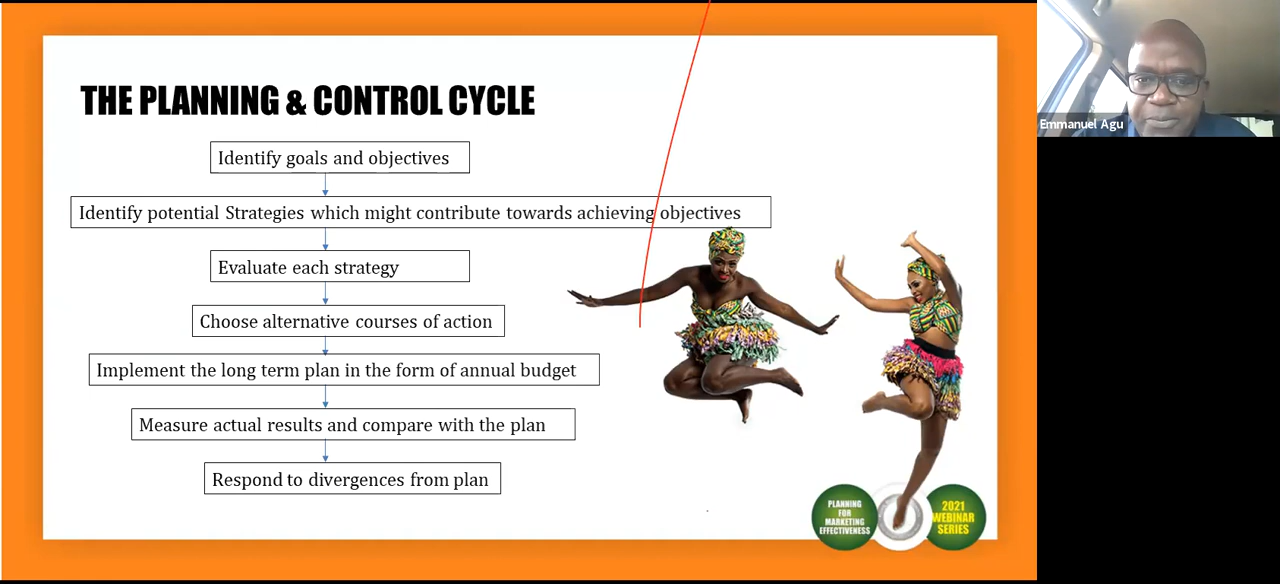 THE PLANNING & CONTROL CYCLE
Identify goals and objectives
Identify potential Strategies which might contribute towards achieving objectives
Evaluate each strategy
Choose alternative courses of action
Implement the long term plan in the form of annual budget
Measure actual results and compare with the plan
Respond to divergences from plan
PLANNING
FOR
MARKETING
EFFECTIVENESS
2021
WEBINAR
SERIES
Emmanuel Agu